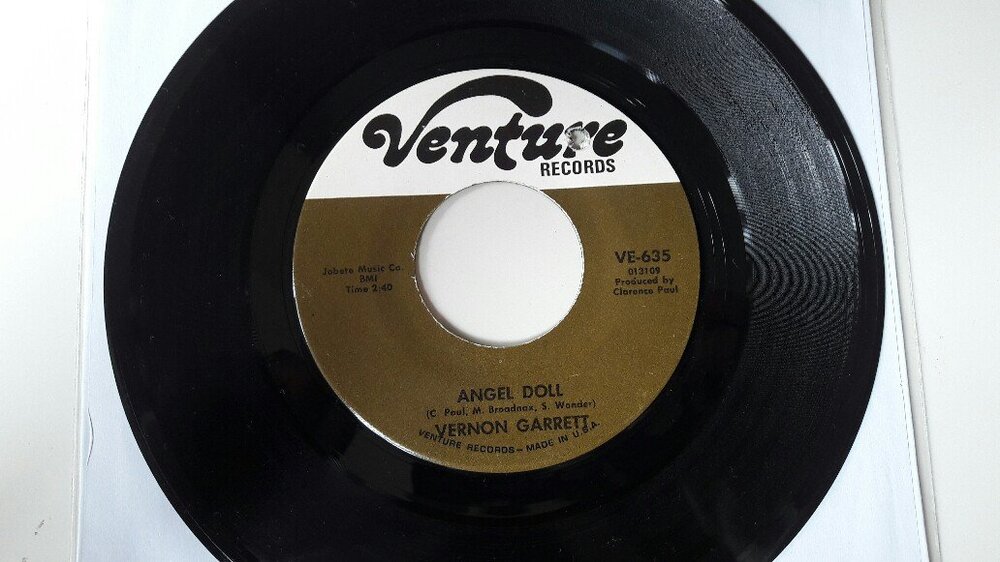 Venture
RECORDS
Jobete Music Co.
BMI
Time 2:40
VE-635
013109
Produced by
Clarence Paul
ANGEL DOLL
(C. Paul, M. Broadnax, S. Wonder)
VERNON GARRETT
VENTURE RECORDS—MADE IN U.S.A.